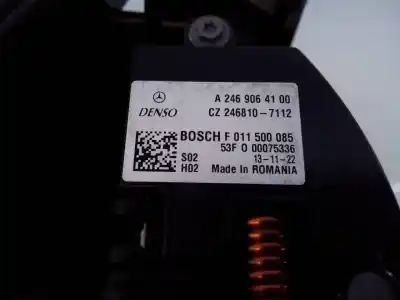 A 246 906 41 00
DENSO CZ 246810-7112
BOSCH F 011 500 085
53F 0 00075336
S02 13-11-22
H02 Made in ROMANIA